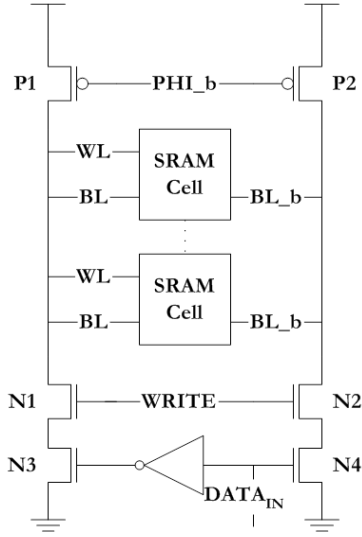 P1 PHI_b P2
WL
SRAM
Cell
BL BL_b
WL
SRAM
Cell
BL BL_b
N1 WRITE N2
N3 N4
DATA_IN